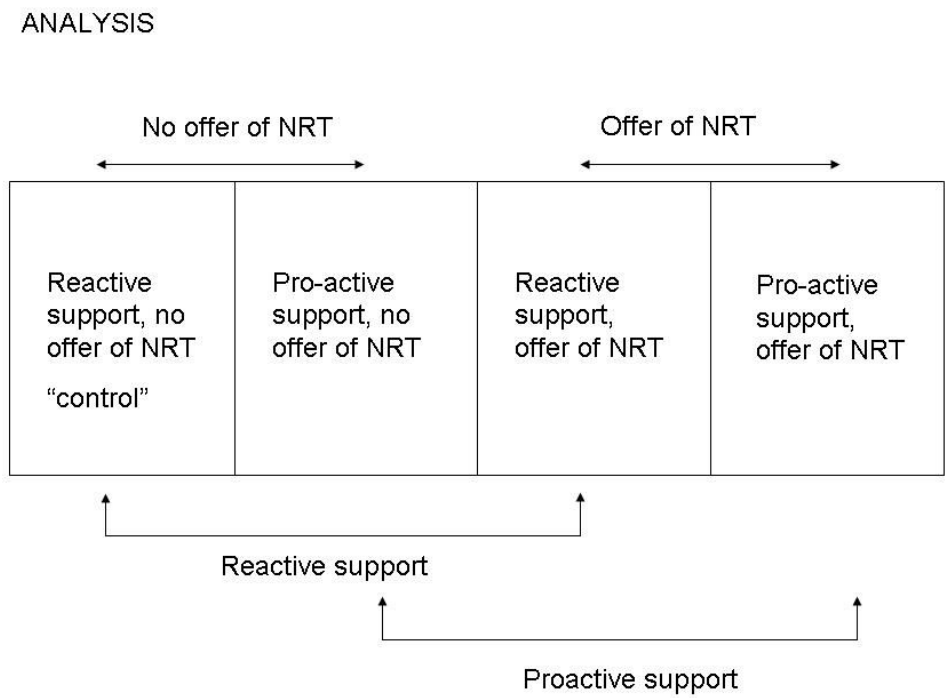 ANALYSIS
No offer of NRT
Offer of NRT
Reactive
support, no
offer of NRT
“control”
Pro-active
support, no
offer of NRT
Reactive
support,
offer of NRT
Pro-active
support,
offer of NRT
Reactive support
Proactive support